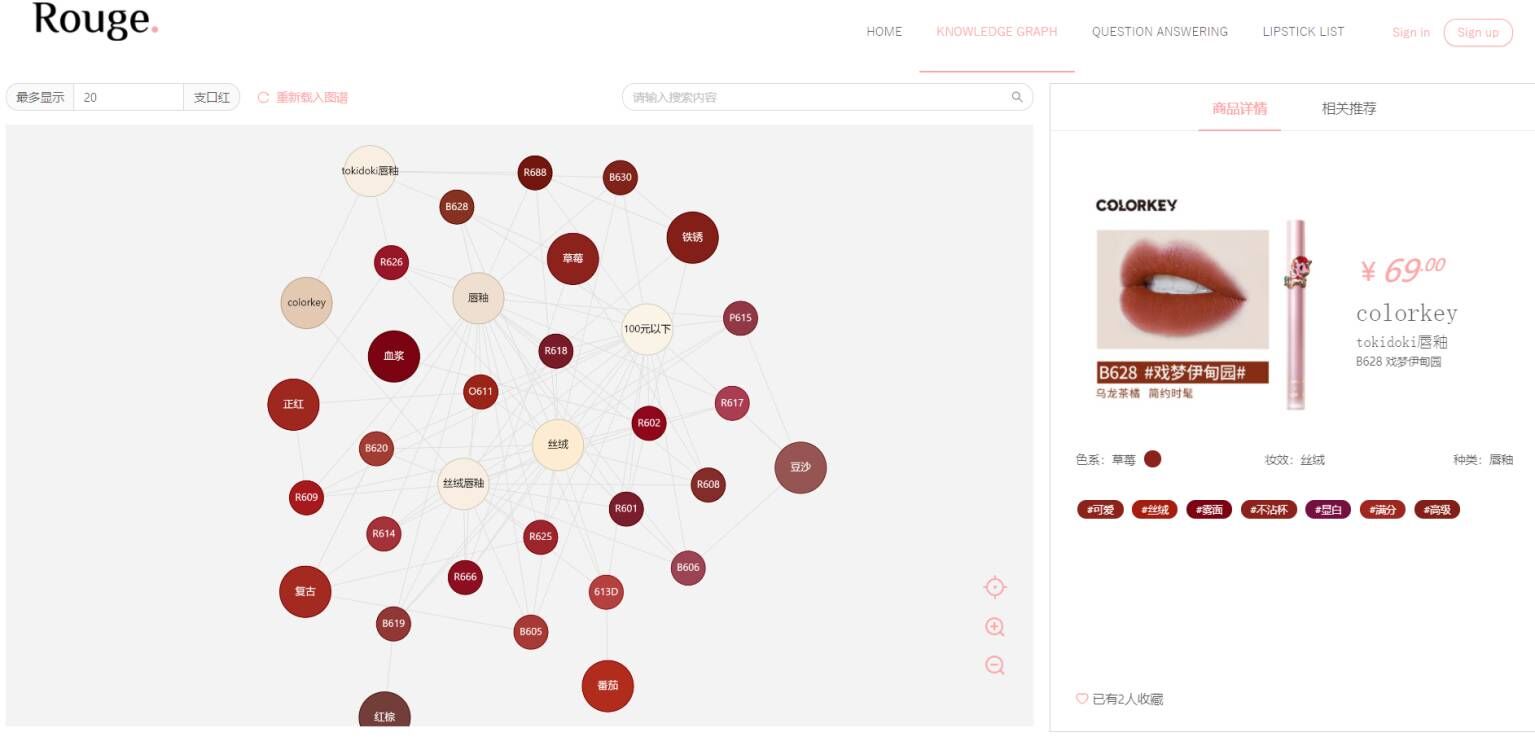 Rouge.
HOME
KNOWLEDGE GRAPH
QUESTION ANSWERING
LIPSTICK LIST
Sign in
Sign up
最多显示
20
支口红
重新载入图谱
请输入搜索内容
商品详情
相关推荐
tokidoki唇釉
R688
B630
B628
铁锈
草莓
R626
唇釉
colorkey
100元以下
P615
R618
血浆
O611
正红
R617
R602
丝绒
B620
豆沙
丝绒唇釉
R608
R609
R601
R614
R625
B606
R666
复古
613D
B619
B605
番茄
红棕
COLORKEY
B628 #戏梦伊甸园#
乌龙茶橘 简约时髦
¥ 69.00
colorkey
tokidoki唇釉
B628 戏梦伊甸园
色系: 草莓
妆效: 丝绒
种类: 唇釉
#可爱
#丝绒
#雾面
#不沾杯
#显白
#满分
#高级
已有2人收藏